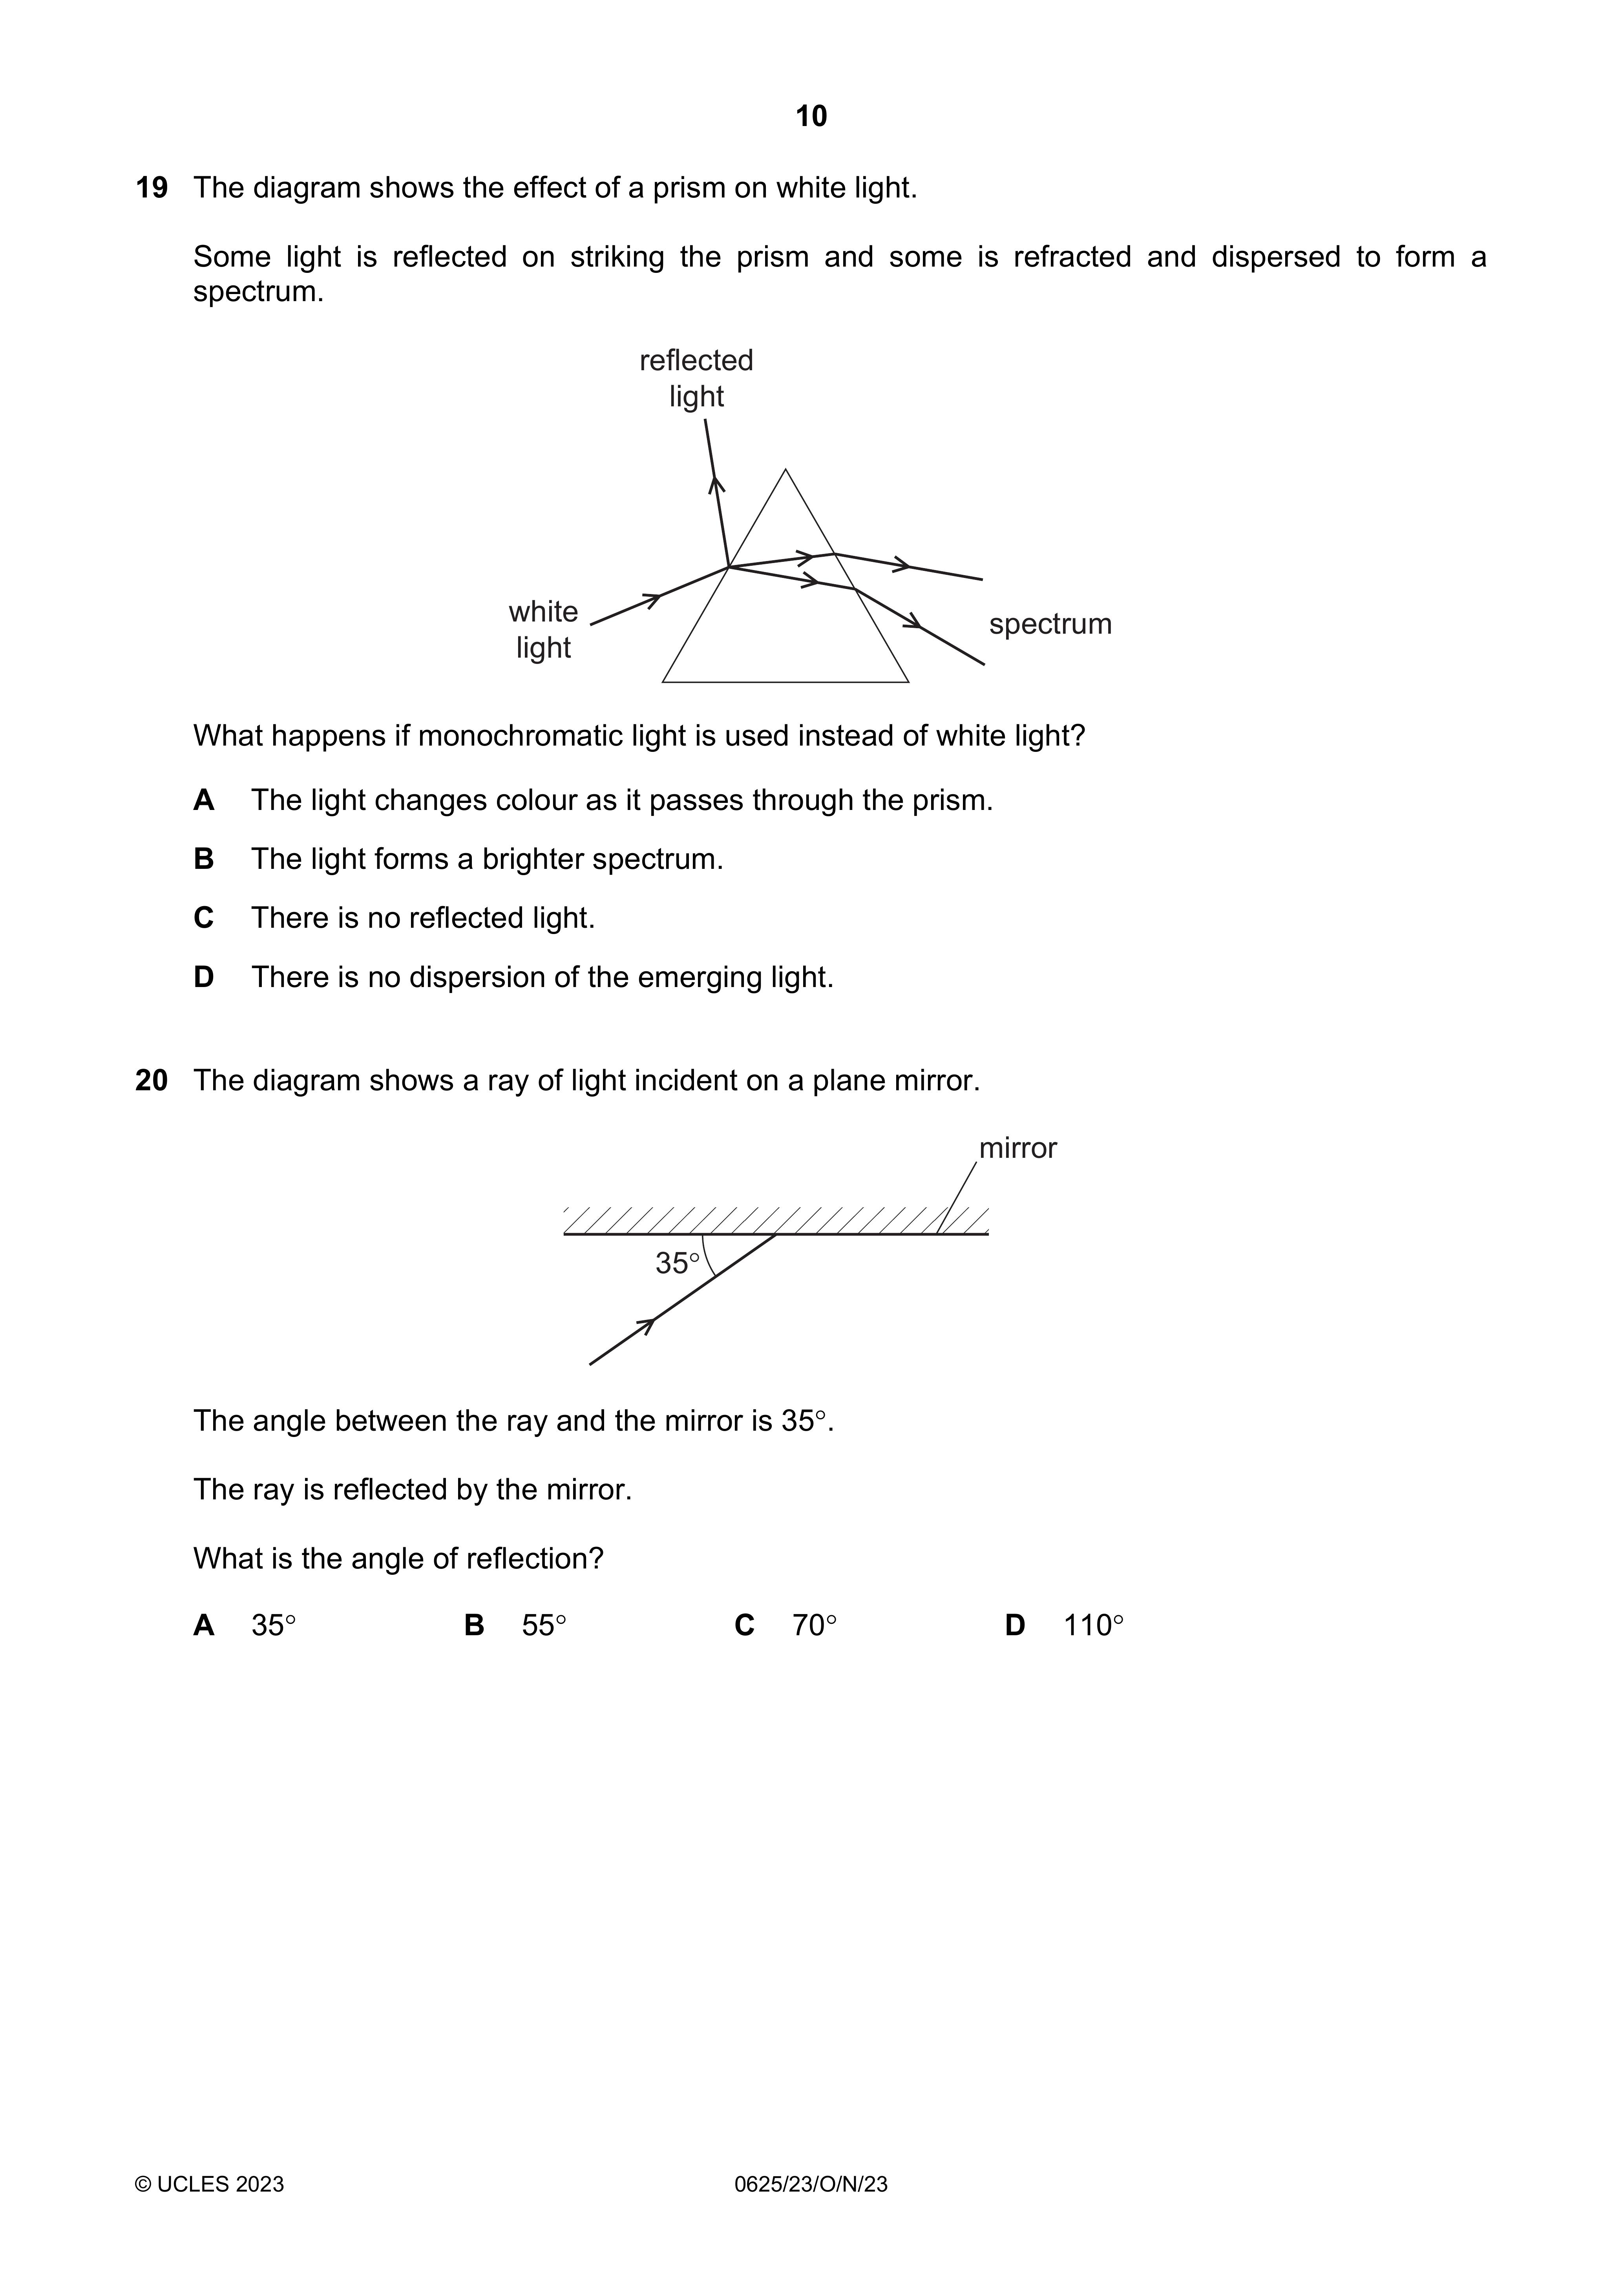 10
19 The diagram shows the effect of a prism on white light.
Some light is reflected on striking the prism and some is refracted and dispersed to form a
spectrum.
reflected
light
white
light
spectrum
What happens if monochromatic light is used instead of white light?
A The light changes colour as it passes through the prism.
B The light forms a brighter spectrum.
C There is no reflected light.
D There is no dispersion of the emerging light.
20 The diagram shows a ray of light incident on a plane mirror.
mirror
35°
The angle between the ray and the mirror is 35°.
The ray is reflected by the mirror.
What is the angle of reflection?
A 35° B 55° C 70° D 110°
© UCLES 2023 0625/23/O/N/23